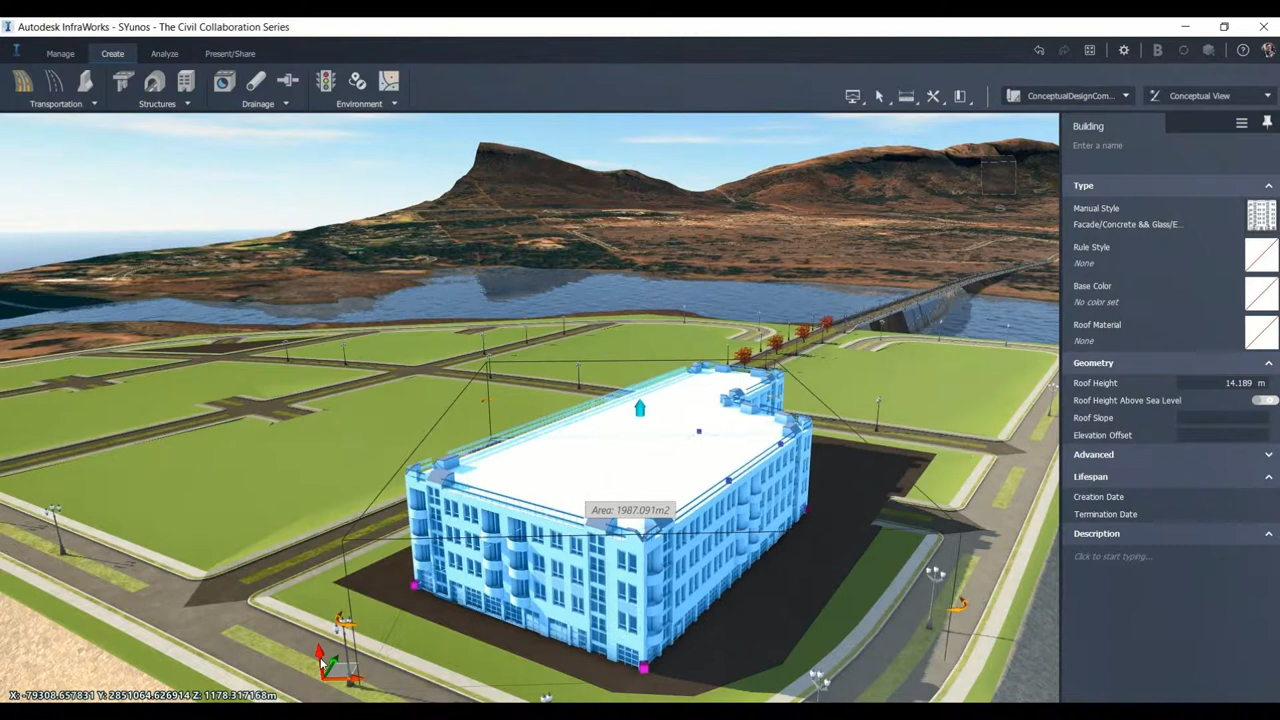 Autodesk InfraWorks - SYunos - The Civil Collaboration Series
Manage
Create
Analyze
Present/Share
Transportation
Structures
Drainage
Environment
ConceptualDesignCom...
Conceptual View
Building
Enter a name
Type
Manual Style
Facade/Concrete && Glass/E...
Rule Style
None
Base Color
No color set
Roof Material
None
Geometry
Roof Height 14.189 m
Roof Height Above Sea Level
Roof Slope
Elevation Offset
Advanced
Lifespan
Creation Date
Termination Date
Description
Click to start typing...
Area: 1987.091m2
X: -79308.657831 Y: 2851064.626914 Z: 1178.317168m